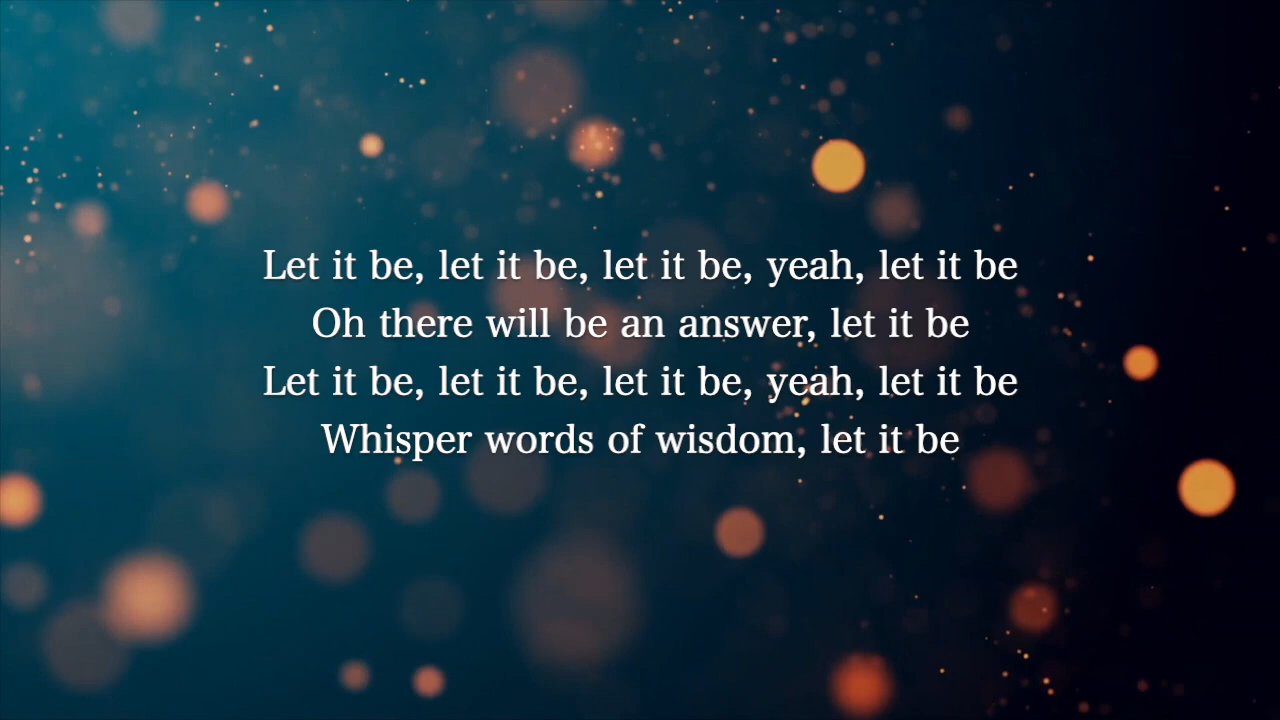 Let it be, let it be, let it be, yeah, let it be
Oh there will be an answer, let it be
Let it be, let it be, let it be, yeah, let it be
Whisper words of wisdom, let it be